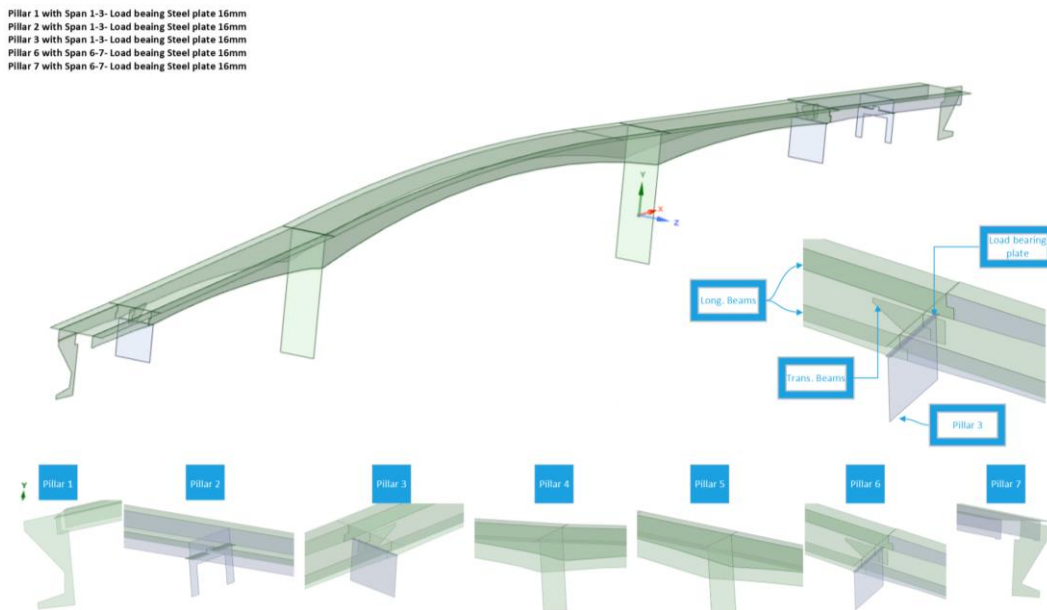 Pillar 1 with Span 1-3- Load beaing Steel plate 16mm
Pillar 2 with Span 1-3- Load beaing Steel plate 16mm
Pillar 3 with Span 1-3- Load beaing Steel plate 16mm
Pillar 6 with Span 6-7- Load beaing Steel plate 16mm
Pillar 7 with Span 6-7- Load beaing Steel plate 16mm
Y
X
Z
Load bearing
plate
Long. Beams
Trans. Beams
Pillar 3
Y
Pillar 1
Pillar 2
Pillar 3
Pillar 4
Pillar 5
Pillar 6
Pillar 7